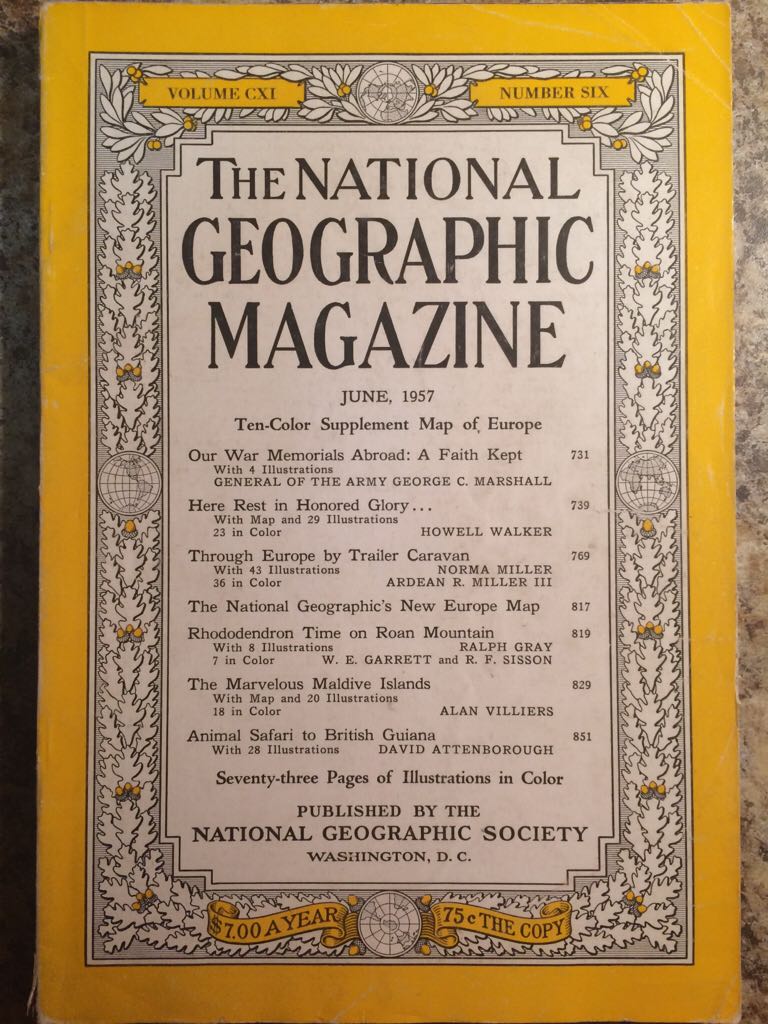 VOLUME CXI NUMBER SIX
THE NATIONAL
GEOGRAPHIC
MAGAZINE
JUNE, 1957
Ten-Color Supplement Map of Europe
Our War Memorials Abroad: A Faith Kept 731
With 4 Illustrations
GENERAL OF THE ARMY GEORGE C. MARSHALL
Here Rest in Honored Glory... 739
With Map and 29 Illustrations
23 in Color HOWELL WALKER
Through Europe by Trailer Caravan 769
With 43 Illustrations NORMA MILLER
36 in Color ARDEAN R. MILLER III
The National Geographic's New Europe Map 817
Rhododendron Time on Roan Mountain 819
With 8 Illustrations RALPH GRAY
7 in Color W. E. GARRETT and R. F. SISSON
The Marvelous Maldive Islands 829
With Map and 20 Illustrations
18 in Color ALAN VILLIERS
Animal Safari to British Guiana 851
With 28 Illustrations DAVID ATTENBOROUGH
Seventy-three Pages of Illustrations in Color
PUBLISHED BY THE
NATIONAL GEOGRAPHIC SOCIETY
WASHINGTON, D. C.
$7.00 A YEAR 75c THE COPY